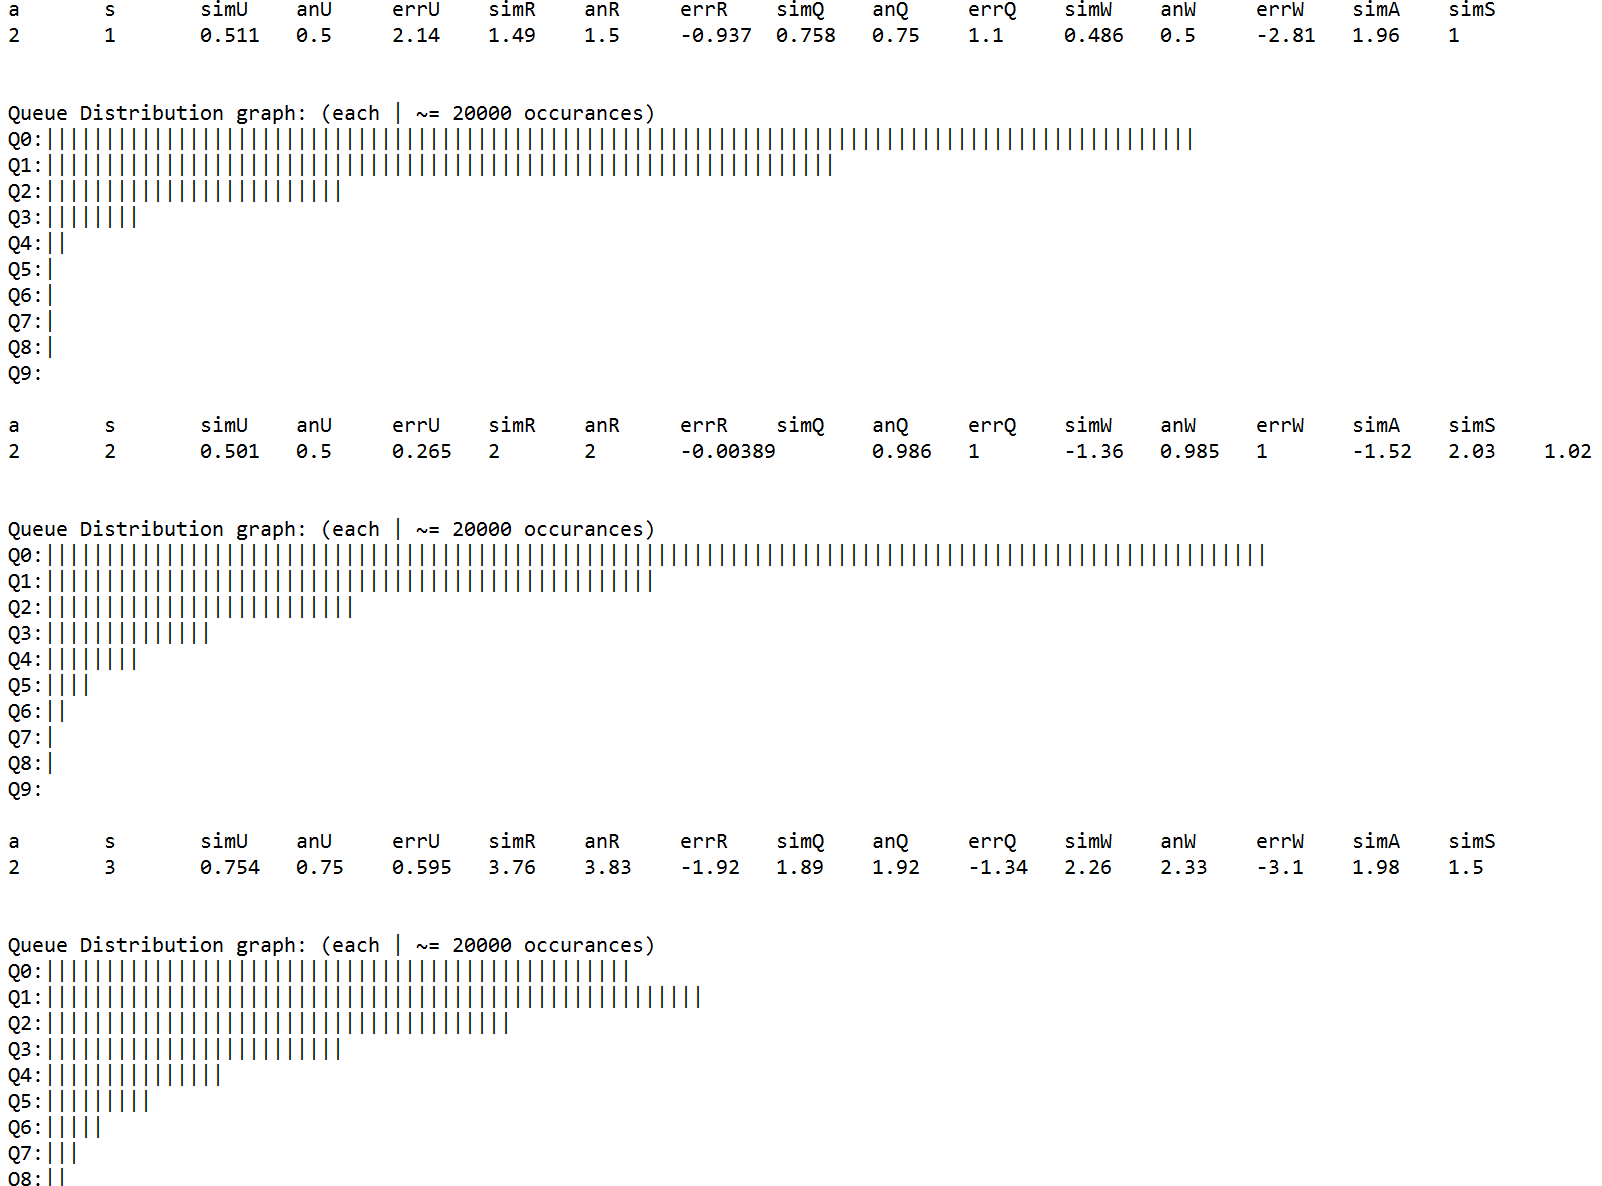 a s simU anU errU simR anR errR simQ anQ errQ simW anW errW simA simS
2 1 0.511 0.5 2.14 1.49 1.5 -0.937 0.758 0.75 1.1 0.486 0.5 -2.81 1.96 1
Queue Distribution graph: (each | ~= 20000 occurances)
Q0:||||||||||||||||||||||||||||||||||||||||||||||||||||||||||||||||||||||||||||||||||||||||||||||||
Q1:||||||||||||||||||||||||||||||||||||||||||||||||||||||||||||||||||
Q2:|||||||||||||||||||||||||
Q3:||||||||
Q4:||
Q5:|
Q6:|
Q7:|
Q8:|
Q9:
a s simU anU errU simR anR errR simQ anQ errQ simW anW errW simA simS
2 2 0.501 0.5 0.265 2 2 -0.00389 0.986 1 -1.36 0.985 1 -1.52 2.03 1.02
Queue Distribution graph: (each | ~= 20000 occurances)
Q0:||||||||||||||||||||||||||||||||||||||||||||||||||||||||||||||||||||||||||||||||||||||||||||||||||||||
Q1:|||||||||||||||||||||||||||||||||||||||||||||||||||
Q2:||||||||||||||||||||||||||
Q3:||||||||||||||
Q4:||||||||
Q5:||||
Q6:||
Q7:|
Q8:|
Q9:
a s simU anU errU simR anR errR simQ anQ errQ simW anW errW simA simS
2 3 0.754 0.75 0.595 3.76 3.83 -1.92 1.89 1.92 -1.34 2.26 2.33 -3.1 1.98 1.5
Queue Distribution graph: (each | ~= 20000 occurances)
Q0:|||||||||||||||||||||||||||||||||||||||||||||||||
Q1:|||||||||||||||||||||||||||||||||||||||||||||||||||||||
Q2:|||||||||||||||||||||||||||||||||||||||
Q3:|||||||||||||||||||||||||
Q4:|||||||||||||||
Q5:|||||||||
Q6:|||||
Q7:|||
Q8:||